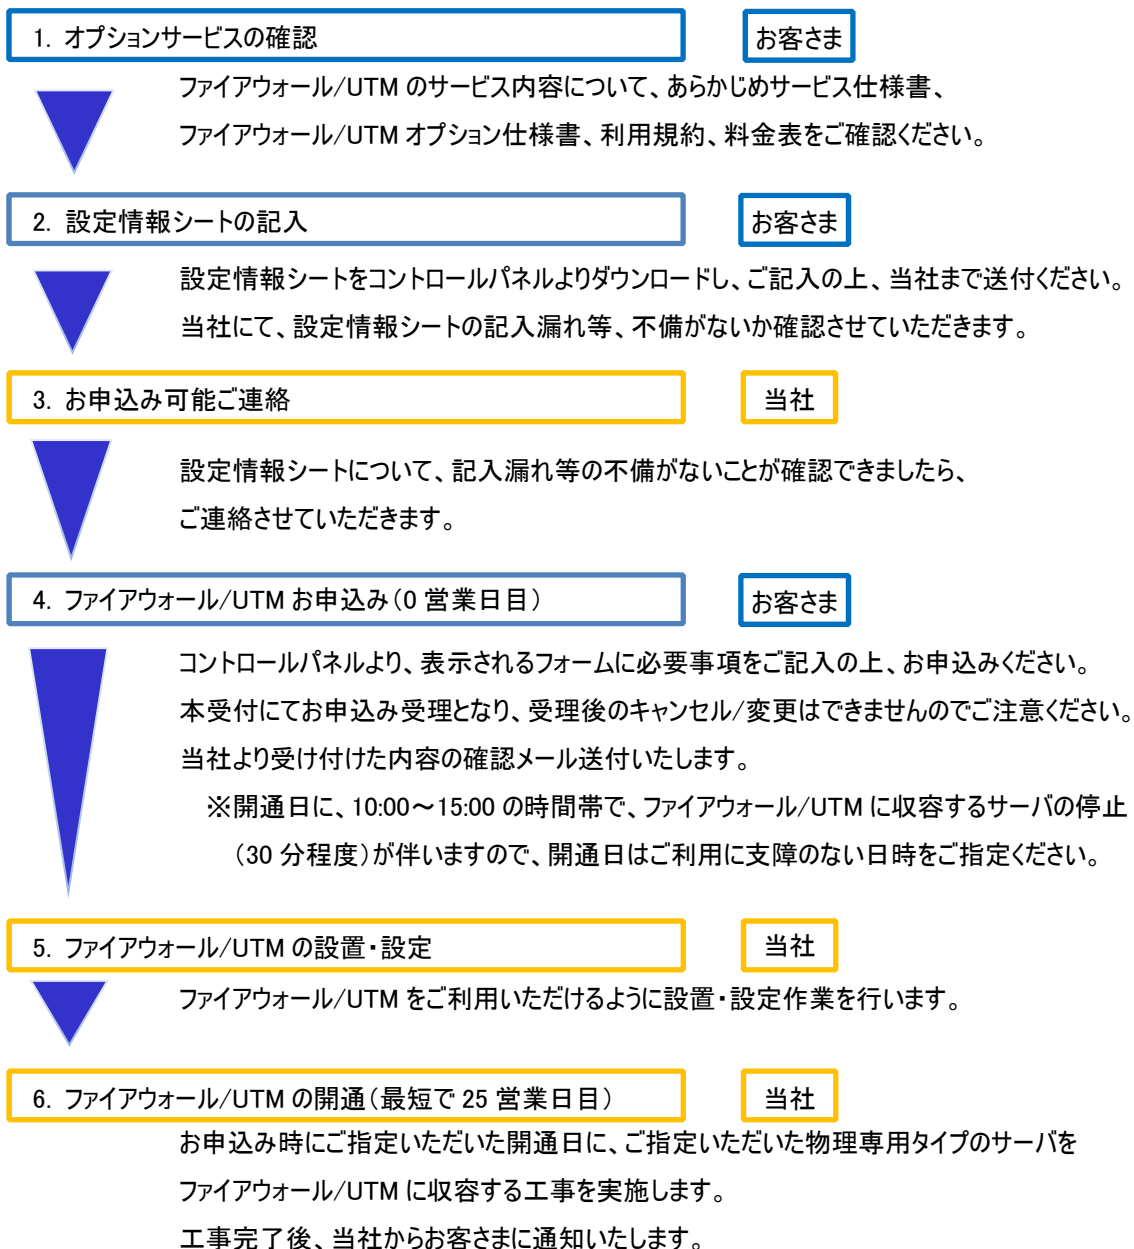 1. オプションサービスの確認
お客さま
ファイアウォール/UTM のサービス内容について、あらかじめサービス仕様書、
ファイアウォール/UTM オプション仕様書、利用規約、料金表をご確認ください。
2. 設定情報シートの記入
お客さま
設定情報シートをコントロールパネルよりダウンロードし、ご記入の上、当社まで送付ください。
当社にて、設定情報シートの記入漏れ等、不備がないか確認させていただきます。
3. お申込み可能ご連絡
当社
設定情報シートについて、記入漏れ等の不備がないことが確認できましたら、
ご連絡させていただきます。
4. ファイアウォール/UTM お申込み（0 営業日目）
お客さま
コントロールパネルより、表示されるフォームに必要事項をご記入の上、お申込みください。
本受付にてお申込み受理となり、受理後のキャンセル/変更はできませんのでご注意ください。
当社より受け付けた内容の確認メール送付いたします。
※開通日に、10:00～15:00 の時間帯で、ファイアウォール/UTM に収容するサーバの停止
（30 分程度）が伴いますので、開通日はご利用に支障のない日時をご指定ください。
5. ファイアウォール/UTM の設置・設定
当社
ファイアウォール/UTM をご利用いただけるように設置・設定作業を行います。
6. ファイアウォール/UTM の開通（最短で 25 営業日目）
当社
お申込み時にご指定いただいた開通日に、ご指定いただいた物理専用タイプのサーバを
ファイアウォール/UTM に収容する工事を実施します。
工事完了後、当社からお客さまに通知いたします。